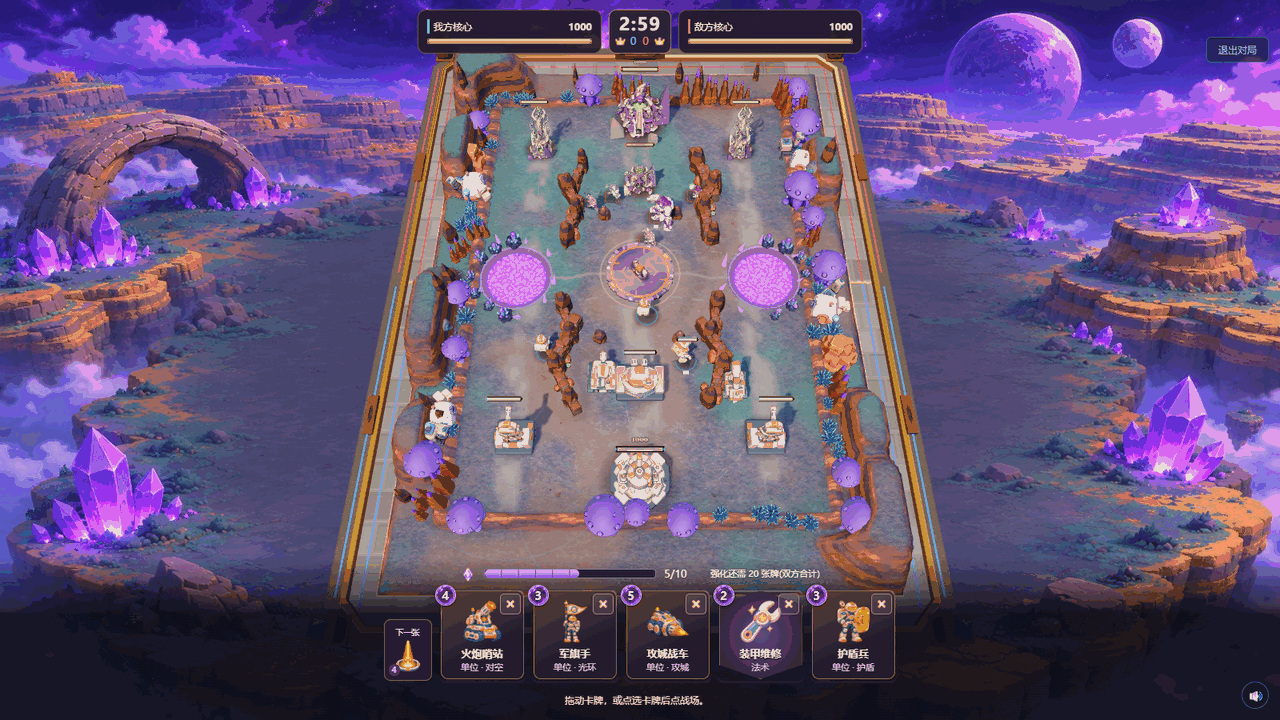 我方核心 1000
2:59
0 0
敌方核心 1000
退出对局
1000
5/10
强化还需 20 张牌(双方合计)
下一张
4
4
火炮哨站
单位·对空
3
军旗手
单位·光环
5
攻城战车
单位·攻城
2
装甲维修
法术
3
护盾兵
单位·护盾
拖动卡牌，或点选卡牌后点战场。